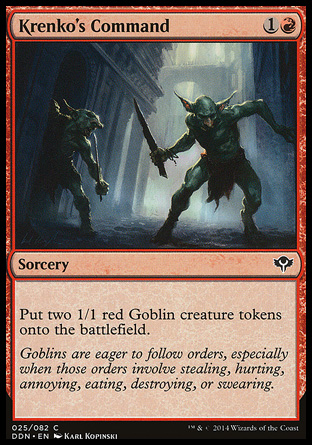 Krenko's Command 1
Sorcery
Put two 1/1 red Goblin creature tokens
onto the battlefield.
Goblins are eager to follow orders, especially
when those orders involve stealing, hurting,
annoying, eating, destroying, or swearing.
025/082 C
DDN • EN Karl Kopinski
™ & © 2014 Wizards of the Coast